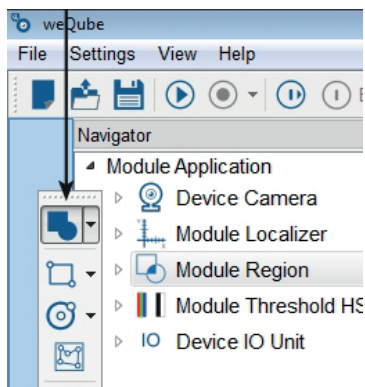 weQube
File Settings View Help
Navigator
Module Application
Device Camera
Module Localizer
Module Region
Module Threshold HS
IO Device IO Unit